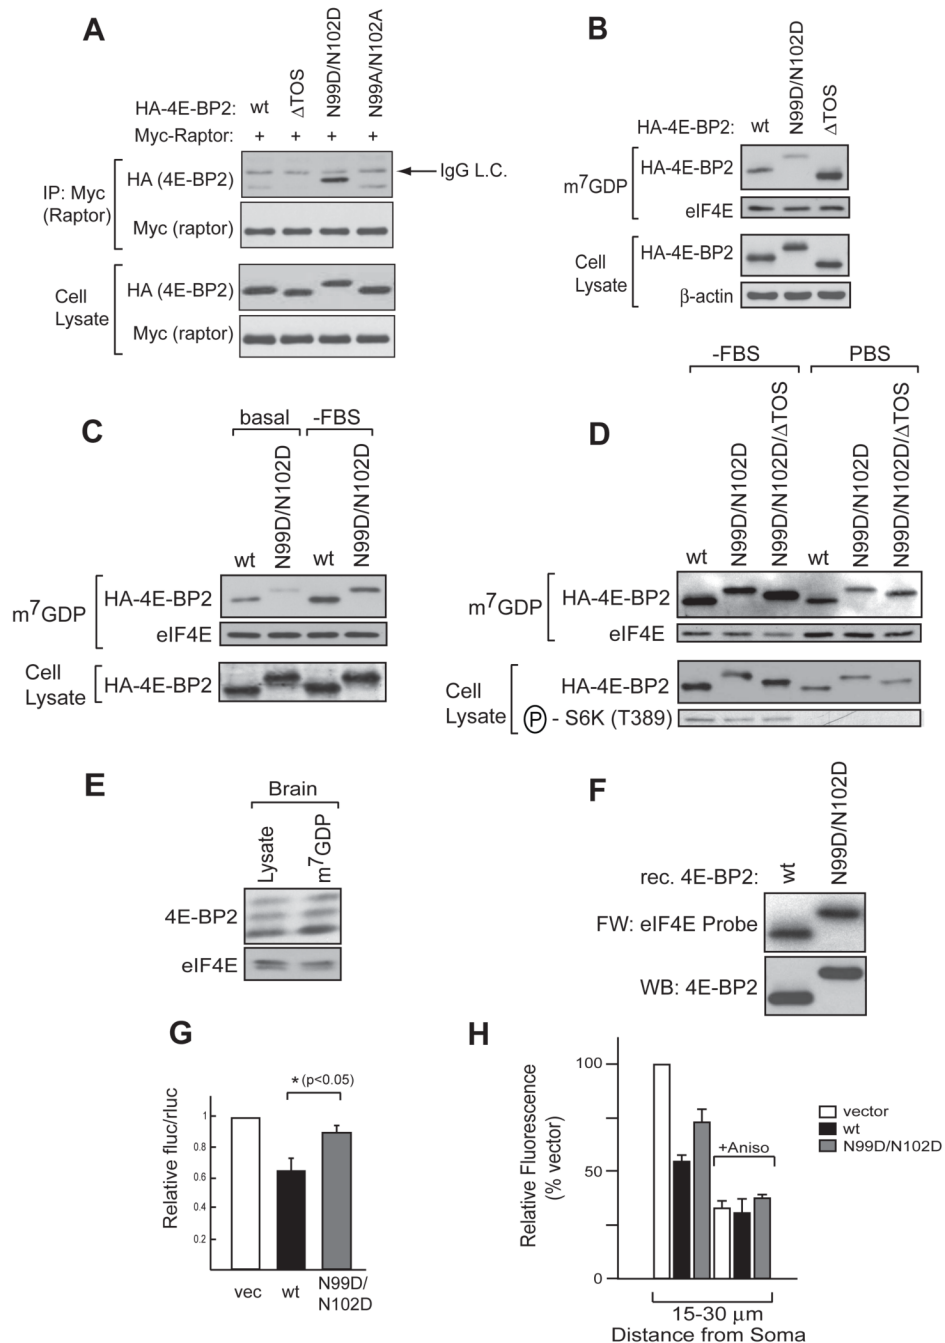 A
HA-4E-BP2: wt ΔTOS N99D/N102D N99A/N102A
Myc-Raptor: + + + +
IP: Myc (Raptor)
HA (4E-BP2)
IgG L.C.
Myc (raptor)
Cell Lysate
HA (4E-BP2)
Myc (raptor)
B
HA-4E-BP2: wt N99D/N102D ΔTOS
m⁷GDP
HA-4E-BP2
eIF4E
Cell Lysate
HA-4E-BP2
β-actin
C
basal -FBS
wt N99D/N102D wt N99D/N102D
m⁷GDP
HA-4E-BP2
eIF4E
Cell Lysate
HA-4E-BP2
D
-FBS PBS
wt N99D/N102D N99D/N102D/ΔTOS wt N99D/N102D N99D/N102D/ΔTOS
m⁷GDP
HA-4E-BP2
eIF4E
Cell Lysate
HA-4E-BP2
P - S6K (T389)
E
Brain
Lysate m⁷GDP
4E-BP2
eIF4E
F
rec. 4E-BP2: wt N99D/N102D
FW: eIF4E Probe
WB: 4E-BP2
G
Relative fluc/rluc
* (p<0.05)
1
0.8
0.6
0.4
0.2
vec wt N99D/
N102D
H
Relative Fluorescence
(% vector)
100
50
0
+Aniso
vector
wt
N99D/N102D
15-30 μm
Distance from Soma